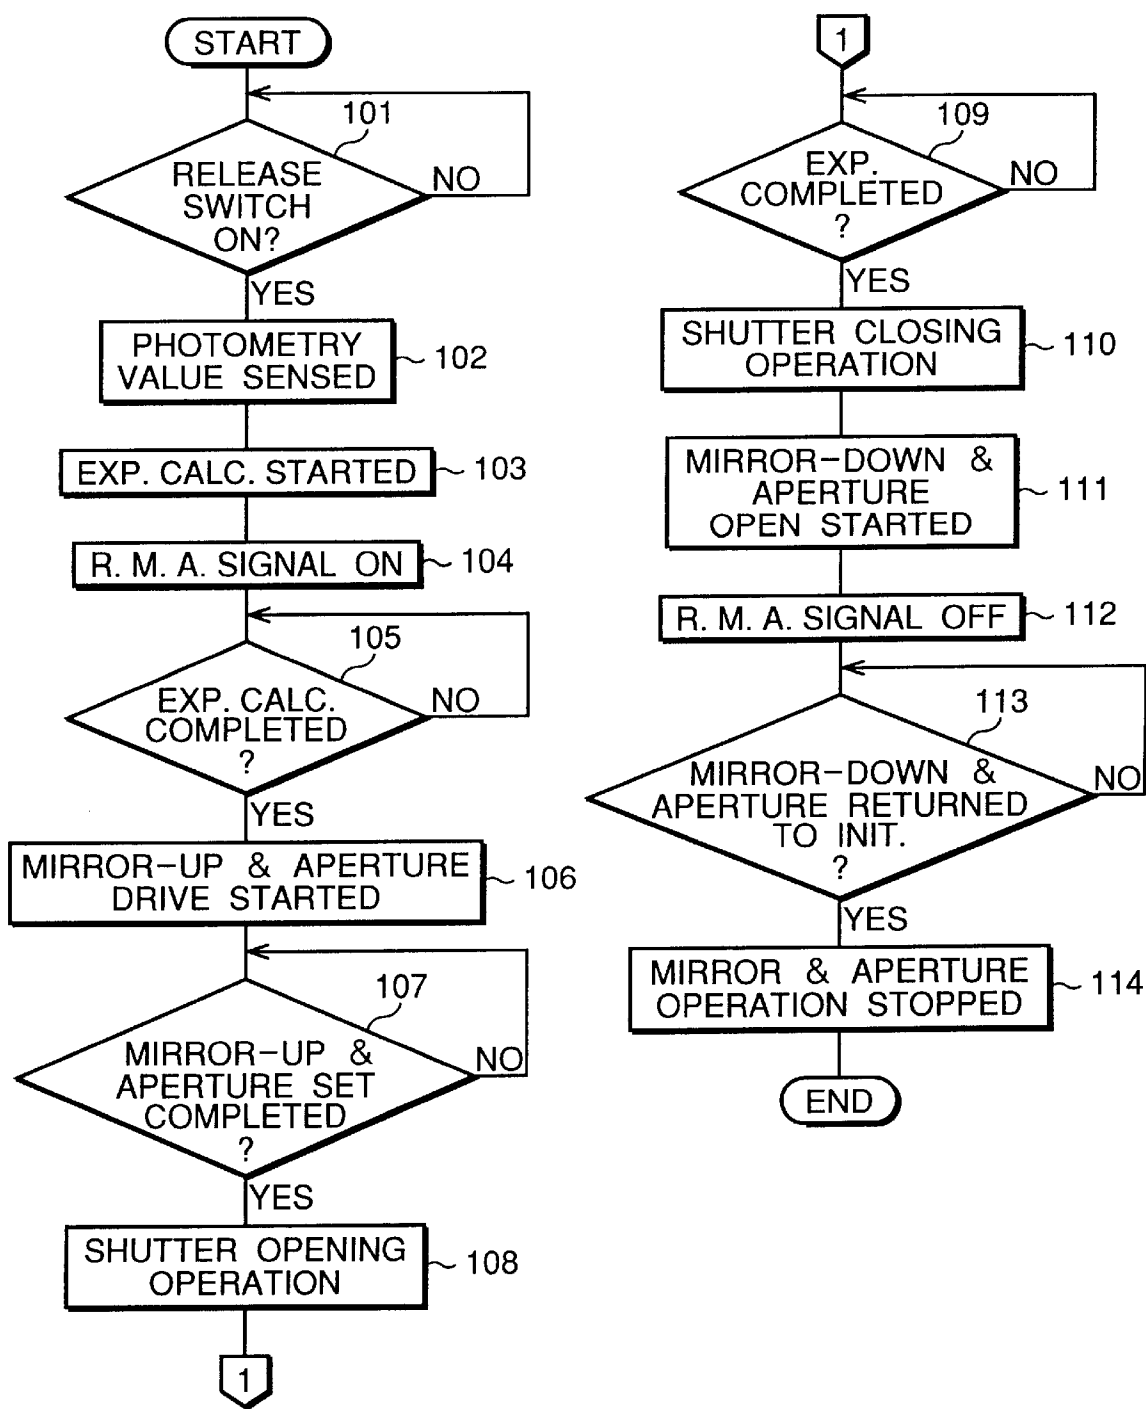 START
101
RELEASE
SWITCH
ON?
NO
YES
PHOTOMETRY
VALUE SENSED
102
EXP. CALC. STARTED
103
R. M. A. SIGNAL ON
104
105
EXP. CALC.
COMPLETED
?
NO
YES
MIRROR-UP & APERTURE
DRIVE STARTED
106
107
MIRROR-UP &
APERTURE SET
COMPLETED
?
NO
YES
SHUTTER OPENING
OPERATION
108
1
1
109
EXP.
COMPLETED
?
NO
YES
SHUTTER CLOSING
OPERATION
110
MIRROR-DOWN &
APERTURE
OPEN STARTED
111
R. M. A. SIGNAL OFF
112
113
MIRROR-DOWN &
APERTURE RETURNED
TO INIT.
?
NO
YES
MIRROR & APERTURE
OPERATION STOPPED
114
END